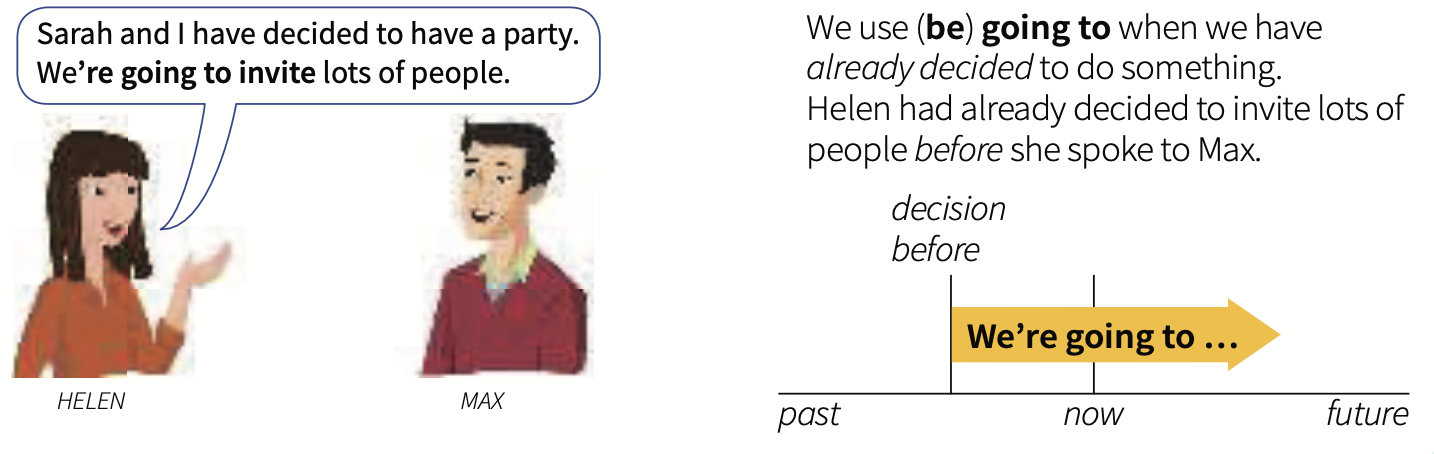 Sarah and I have decided to have a party.
We're going to invite lots of people.
HELEN
MAX
We use (be) going to when we have
already decided to do something.
Helen had already decided to invite lots of
people before she spoke to Max.
decision
before
We're going to …
past
now
future